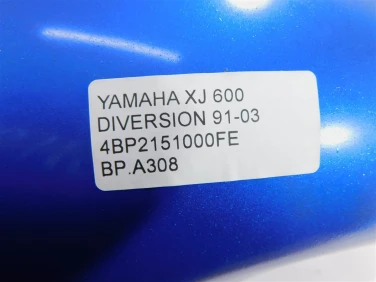 YAMAHA XJ 600
DIVERSION 91-03
4BP2151000FE
BP.A308